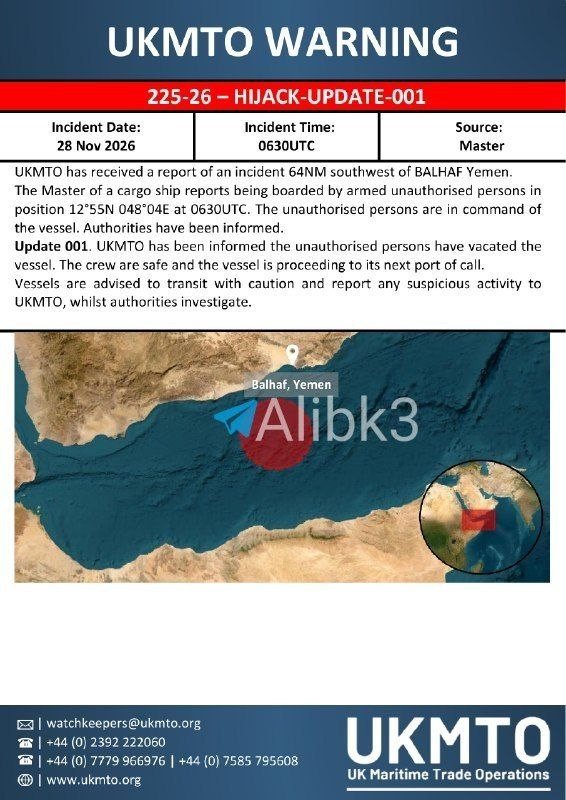 UKMTO WARNING
225-26 – HIJACK-UPDATE-001
Incident Date:
28 Nov 2026
Incident Time:
0630UTC
Source:
Master
UKMTO has received a report of an incident 64NM southwest of BALHAF Yemen.
The Master of a cargo ship reports being boarded by armed unauthorised persons in
position 12°55N 048°04E at 0630UTC. The unauthorised persons are in command of
the vessel. Authorities have been informed.
Update 001. UKMTO has been informed the unauthorised persons have vacated the
vessel. The crew are safe and the vessel is proceeding to its next port of call.
Vessels are advised to transit with caution and report any suspicious activity to
UKMTO, whilst authorities investigate.
Balhaf, Yemen
Alibk3
| watchkeepers@ukmto.org
| +44 (0) 2392 222060
| +44 (0) 7779 966976 | +44 (0) 7585 795608
| www.ukmto.org
UKMTO
UK Maritime Trade Operations